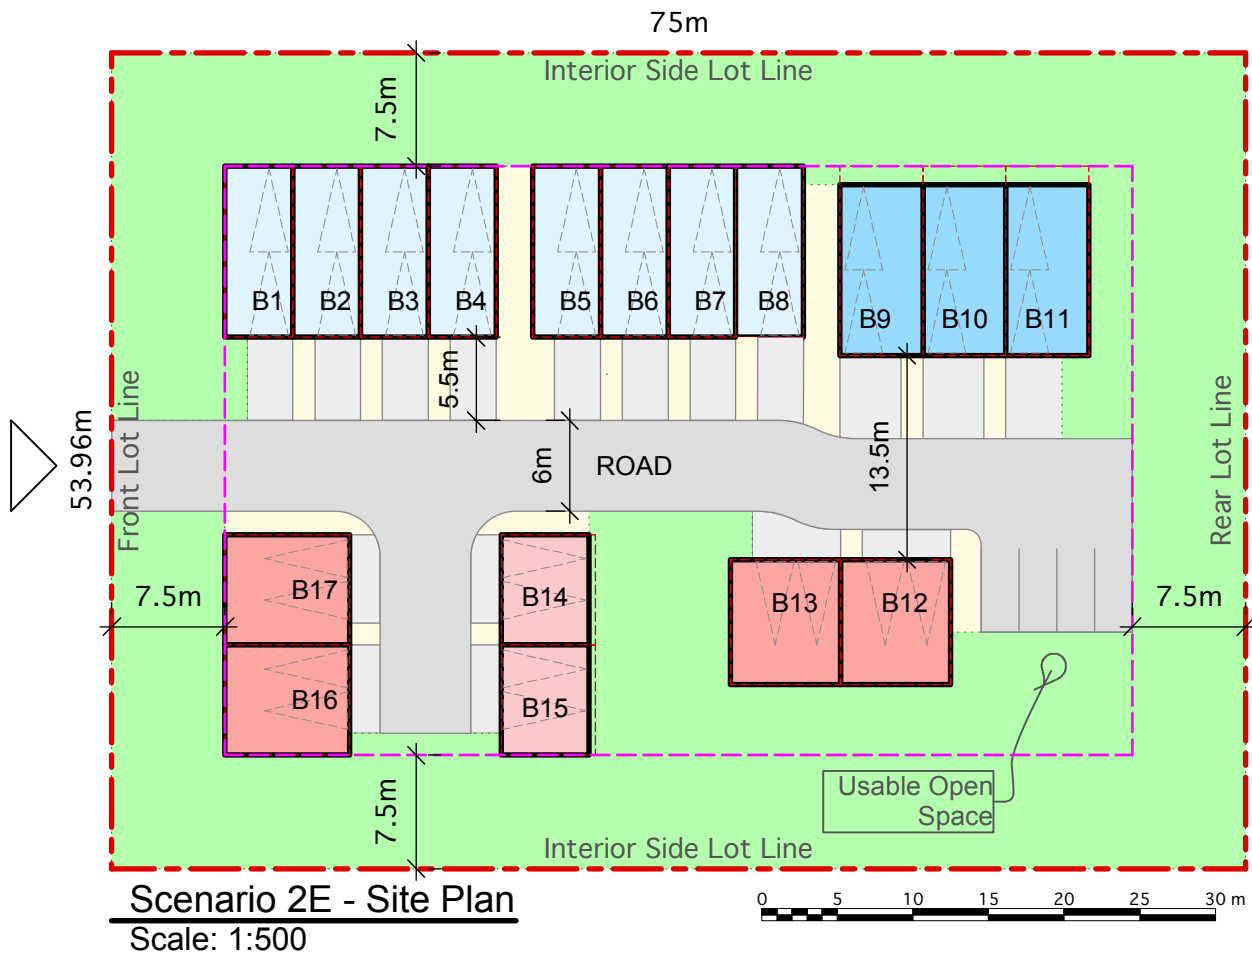 75m
Interior Side Lot Line
7.5m
B1
B2
B3
B4
B5
B6
B7
B8
B9
B10
B11
5.5m
6m
ROAD
13.5m
53.96m
Front Lot Line
Rear Lot Line
7.5m
7.5m
B17
B14
B13
B12
B16
B15
7.5m
Usable Open
Space
Interior Side Lot Line
Scenario 2E - Site Plan
Scale: 1:500
0 5 10 15 20 25 30 m